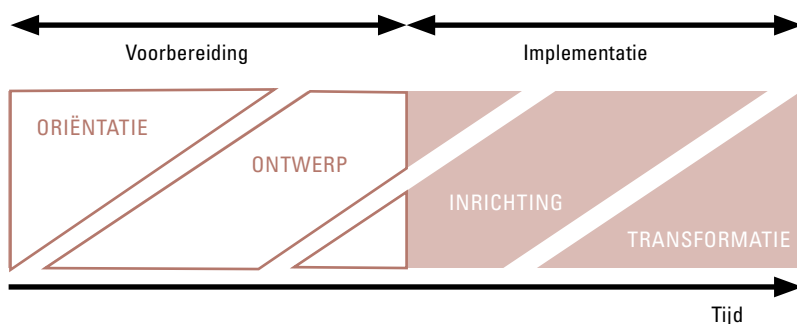 Voorbereiding
Implementatie
ORIËNTATIE
ONTWERP
INRICHTING
TRANSFORMATIE
Tijd